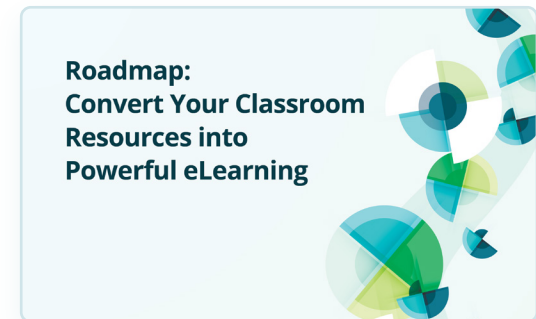 Roadmap:
Convert Your Classroom
Resources into
Powerful eLearning